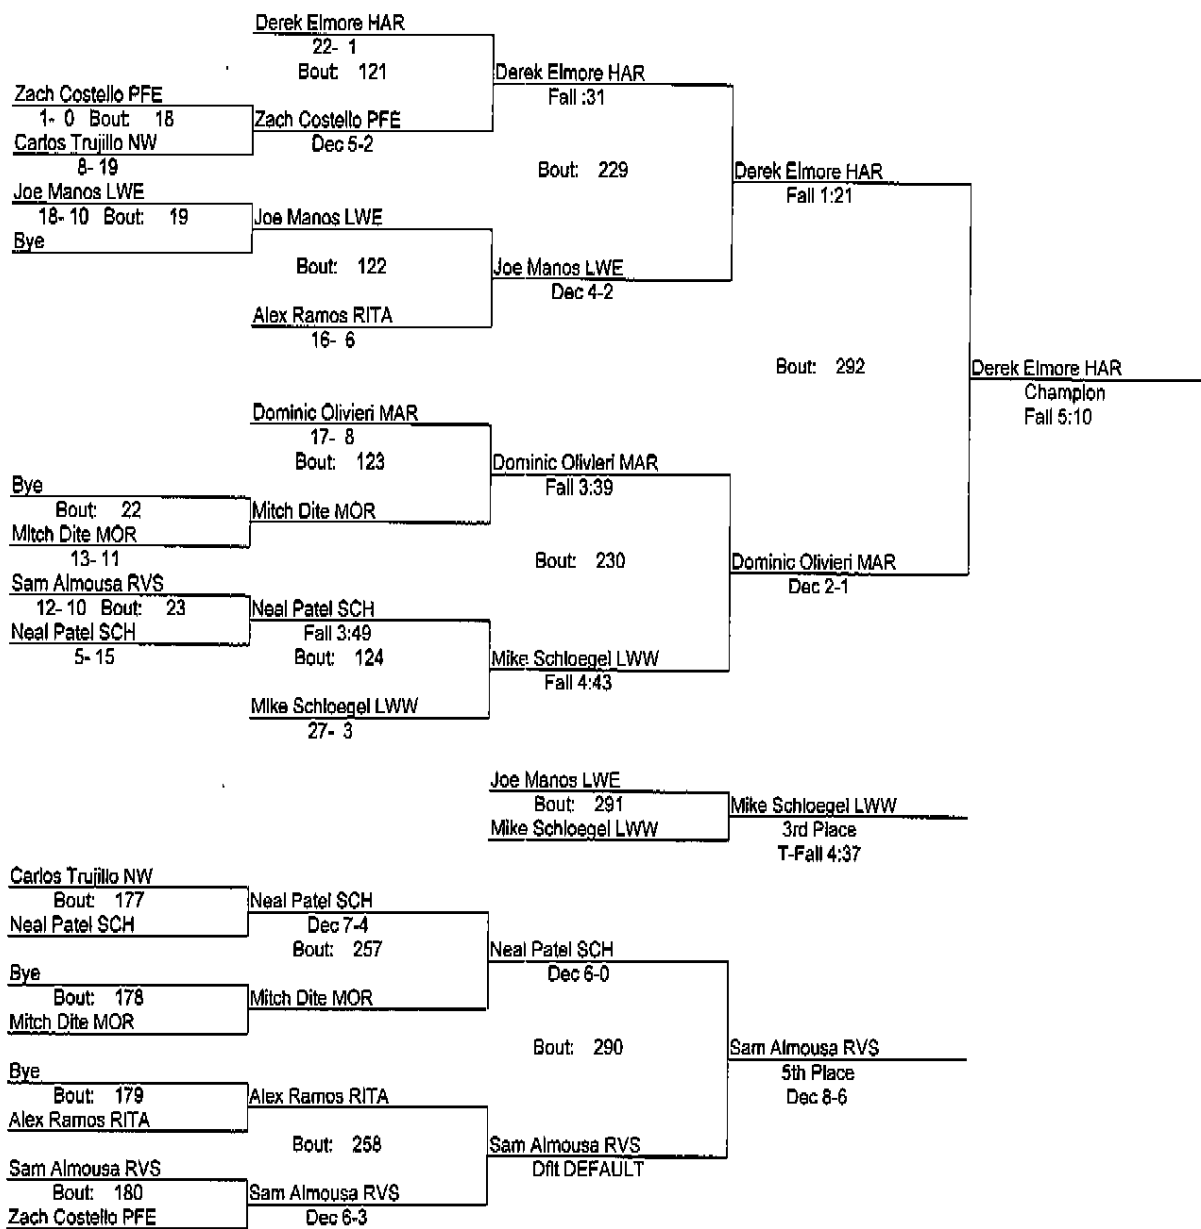 Derek Elmore HAR
22- 1
Bout: 121
Derek Elmore HAR
Fall :31
Zach Costello PFE
1- 0 Bout: 18
Zach Costello PFE
Dec 5-2
Carlos Trujillo NW
8- 19
Bout: 229
Derek Elmore HAR
Fall 1:21
Joe Manos LWE
18- 10 Bout: 19
Joe Manos LWE
Bye
Bout: 122
Joe Manos LWE
Dec 4-2
Alex Ramos RITA
16- 6
Bout: 292
Derek Elmore HAR
Champion
Fall 5:10
Dominic Olivieri MAR
17- 8
Bout: 123
Dominic Olivieri MAR
Fall 3:39
Bye
Bout: 22
Mitch Dite MOR
Mitch Dite MOR
13- 11
Bout: 230
Dominic Olivieri MAR
Dec 2-1
Sam Almousa RVS
12- 10 Bout: 23
Neal Patel SCH
Fall 3:49
Neal Patel SCH
5- 15
Bout: 124
Mike Schloegel LWW
Fall 4:43
Mike Schloegel LWW
27- 3
Joe Manos LWE
Bout: 291
Mike Schloegel LWW
Mike Schloegel LWW
3rd Place
T-Fall 4:37
Carlos Trujillo NW
Bout: 177
Neal Patel SCH
Neal Patel SCH
Dec 7-4
Bout: 257
Neal Patel SCH
Dec 6-0
Bye
Bout: 178
Mitch Dite MOR
Mitch Dite MOR
Bout: 290
Sam Almousa RVS
5th Place
Dec 8-6
Bye
Bout: 179
Alex Ramos RITA
Alex Ramos RITA
Bout: 258
Sam Almousa RVS
Dflt DEFAULT
Sam Almousa RVS
Bout: 180
Sam Almousa RVS
Dec 6-3
Zach Costello PFE